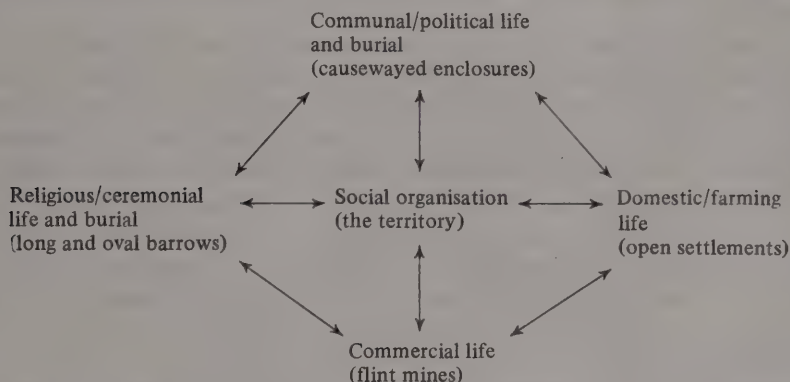 Communal/political life
and burial
(causewayed enclosures)
Religious/ceremonial
life and burial
(long and oval barrows)
Social organisation
(the territory)
Domestic/farming
life
(open settlements)
Commercial life
(flint mines)